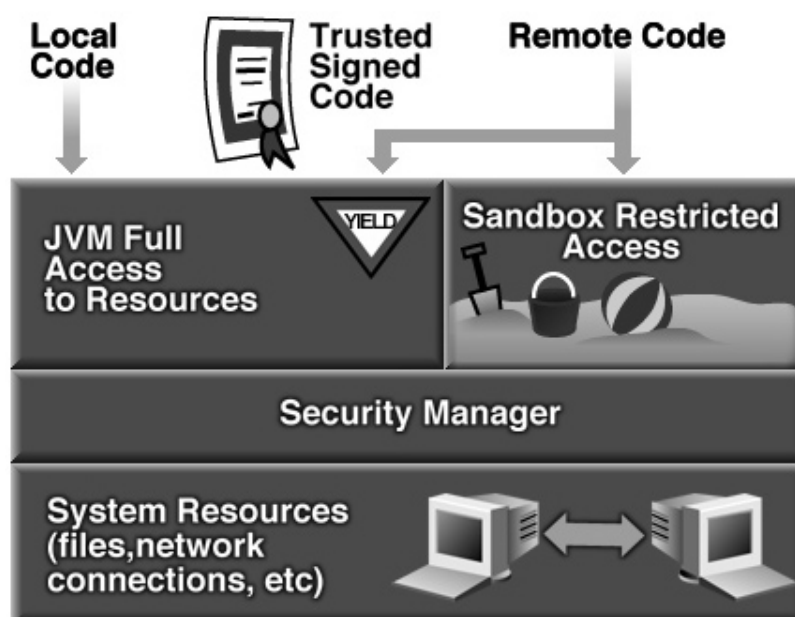 Local
Code
Trusted
Signed
Code
Remote Code
JVM Full
Access
to Resources
YIELD
Sandbox Restricted
Access
Security Manager
System Resources
(files,network
connections, etc)